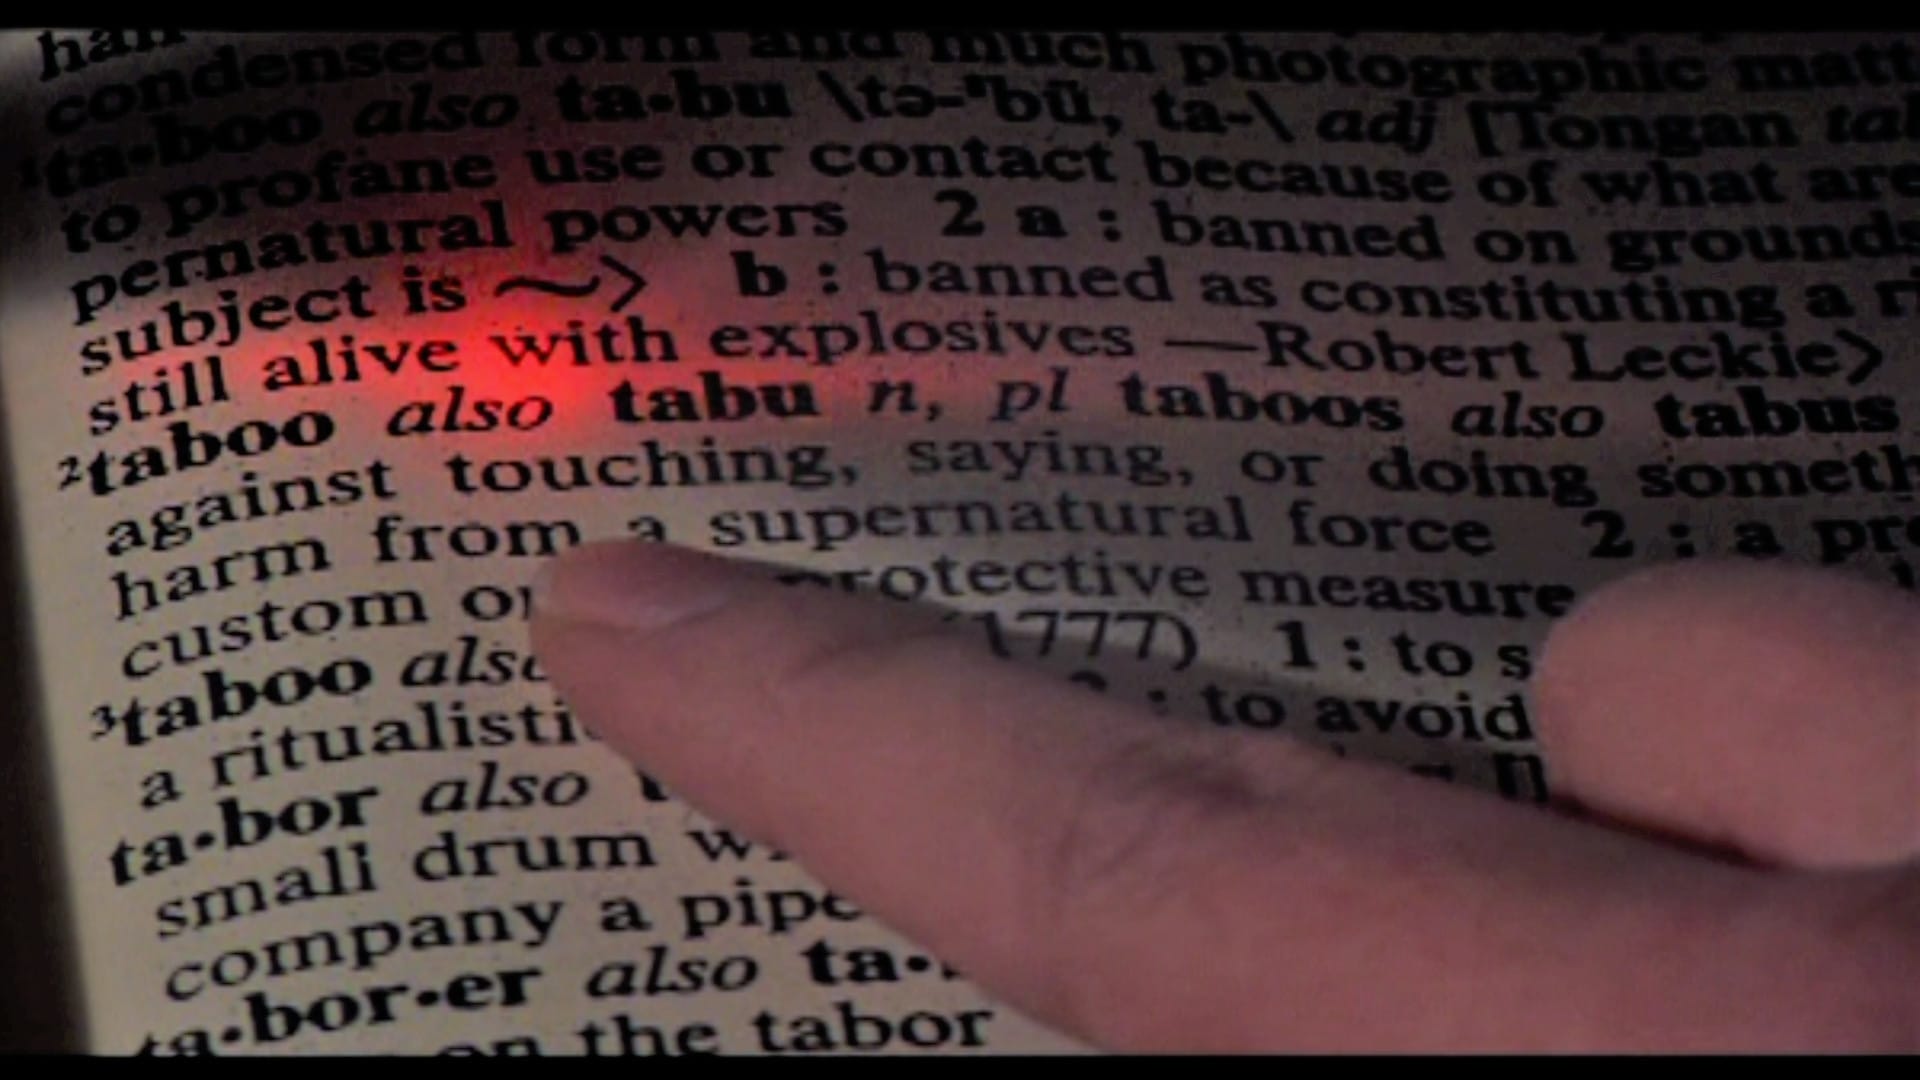 condensed form and much photographic matt
¹ta•boo also ta•bu \tə-ˈbü, ta-\ adj [Tongan
to profane use or contact because of what are
pernatural powers 2 a : banned on grounds
subject is ~> b : banned as constituting a
still alive with explosives —Robert Leckie>
²taboo also tabu n, pl taboos also tabus
against touching, saying, or doing someth
harm from a supernatural force 2 : a
custom protective measure
³taboo also (1777) 1 : to
a : to avoid
ta•bor also
small drum
company a pipe
ta•bor•er also
on the tabor